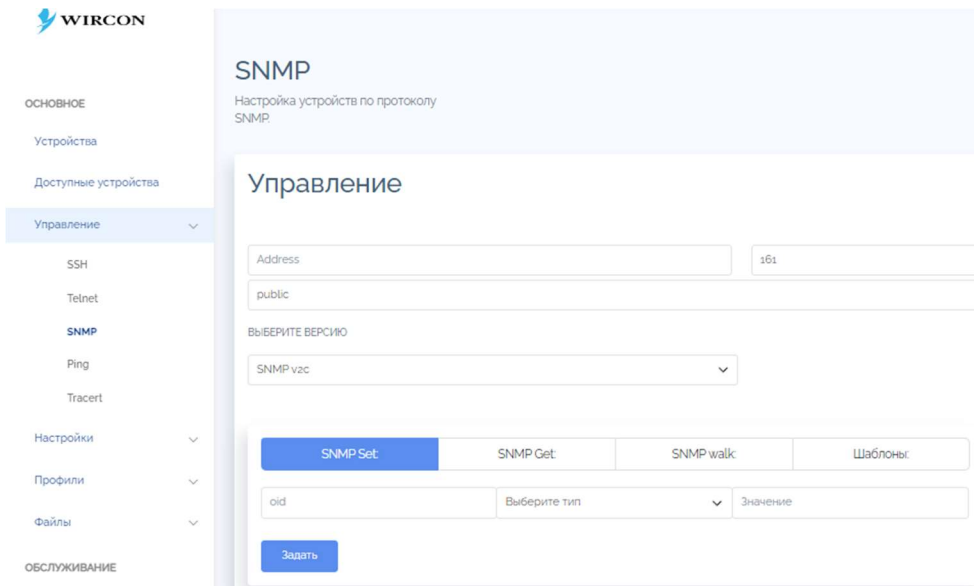 WIRCON
ОСНОВНОЕ
Устройства
Доступные устройства
Управление
SSH
Telnet
SNMP
Ping
Tracert
Настройки
Профили
Файлы
ОБСЛУЖИВАНИЕ
SNMP
Настройка устройств по протоколу
SNMP.
Управление
Address 161
public
ВЫБЕРИТЕ ВЕРСИЮ
SNMP v2c
SNMP Set: SNMP Get: SNMP walk: Шаблоны:
oid Выберите тип Значение
Задать